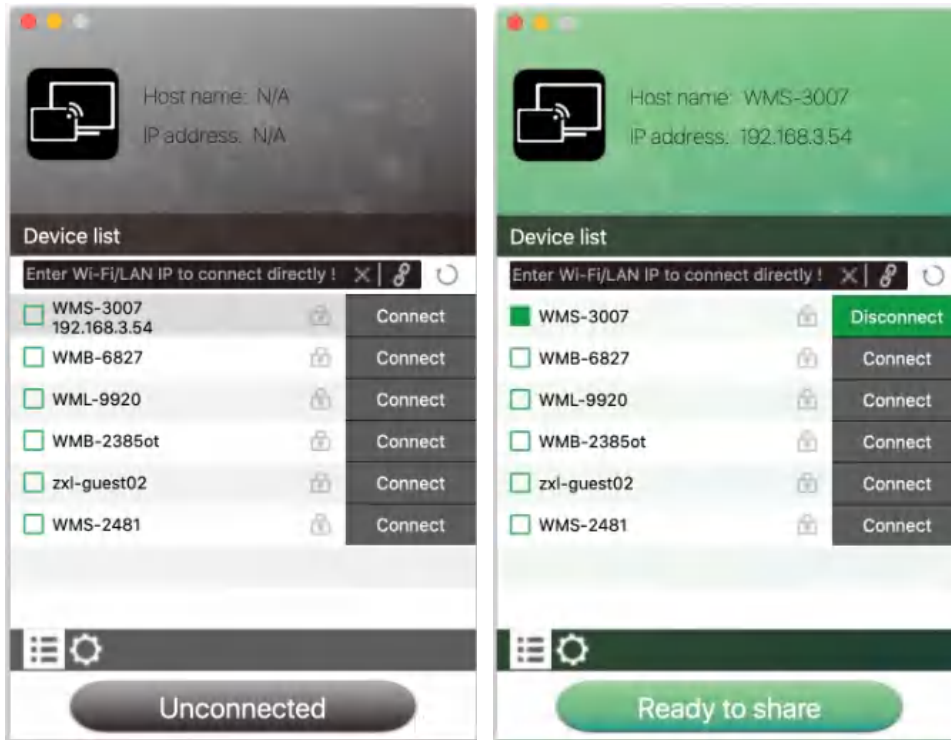 Host name: N/A
IP address: N/A
Device list
Enter Wi-Fi/LAN IP to connect directly !
WMS-3007
192.168.3.54
Connect
WMB-6827
Connect
WML-9920
Connect
WMB-2385ot
Connect
zxl-guest02
Connect
WMS-2481
Connect
Unconnected
Host name: WMS-3007
IP address: 192.168.3.54
Device list
Enter Wi-Fi/LAN IP to connect directly !
WMS-3007
Disconnect
WMB-6827
Connect
WML-9920
Connect
WMB-2385ot
Connect
zxl-guest02
Connect
WMS-2481
Connect
Ready to share